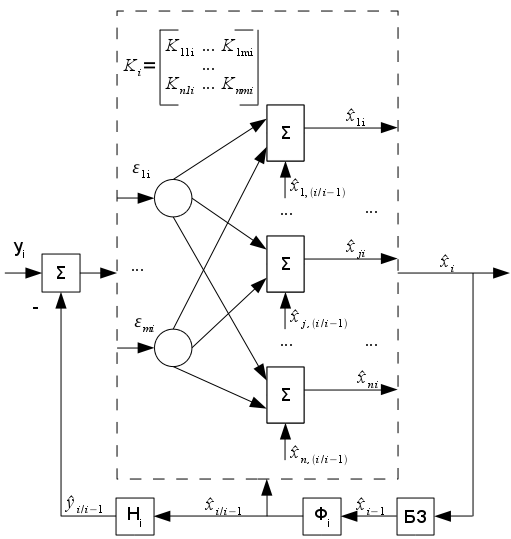 K_i = [K_11i ... K_1mi
...
K_n1i ... K_nmi]
Σ
x̂_1i
ε_1i
x̂_1,(i/i−1)
... ...
y_i
Σ
...
Σ
x̂_ji
x̂_i
-
ε_mi
x̂_j,(i/i−1)
... ...
Σ
x̂_ni
x̂_n,(i/i−1)
ŷ_i/i−1
H_i
x̂_i/i−1
Φ_i
x̂_i−1
БЗ